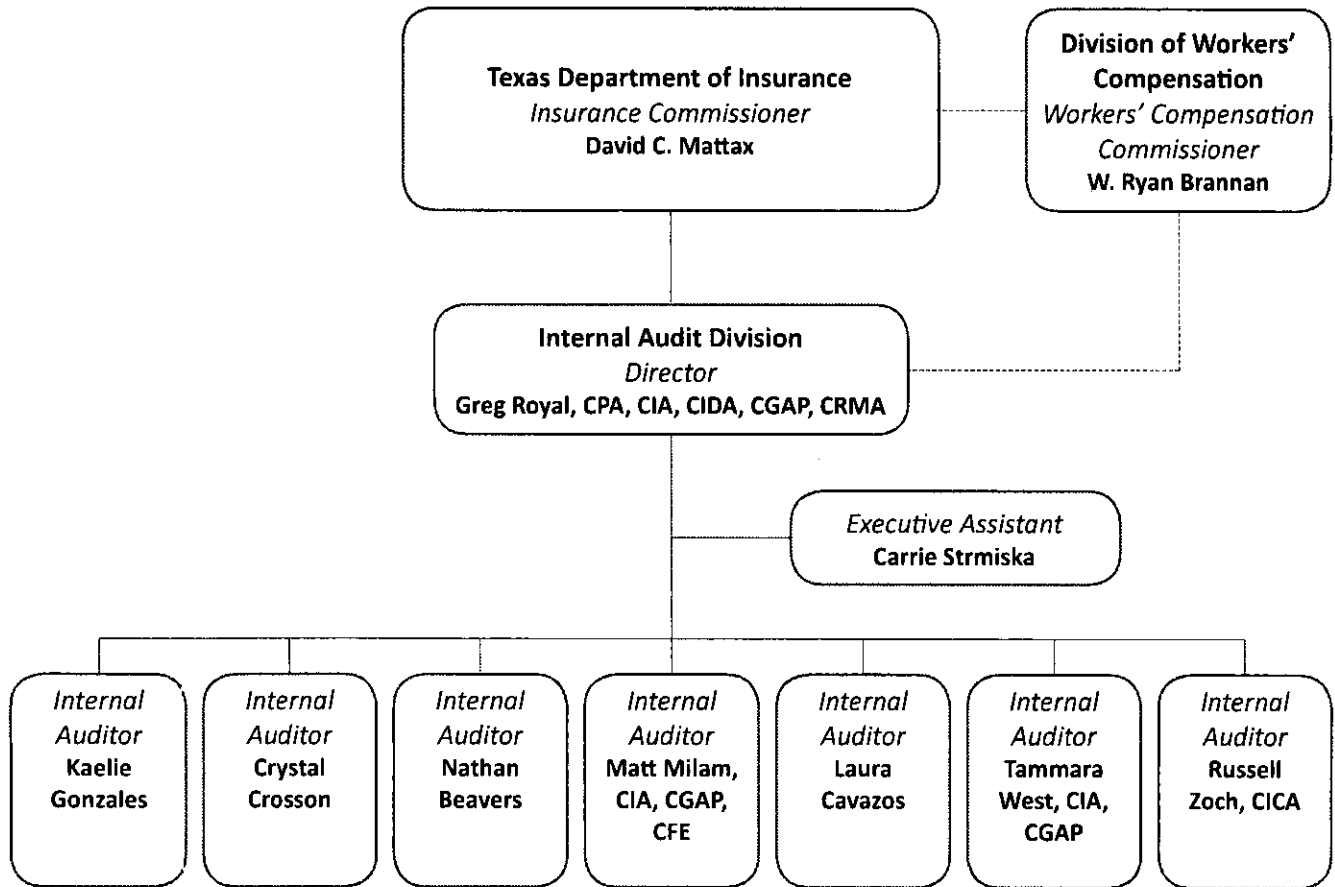 Texas Department of Insurance
Insurance Commissioner
David C. Mattax
Division of Workers'
Compensation
Workers' Compensation
Commissioner
W. Ryan Brannan
Internal Audit Division
Director
Greg Royal, CPA, CIA, CIDA, CGAP, CRMA
Executive Assistant
Carrie Strmiska
Internal
Auditor
Kaelie
Gonzales
Internal
Auditor
Crystal
Crosson
Internal
Auditor
Nathan
Beavers
Internal
Auditor
Matt Milam,
CIA, CGAP,
CFE
Internal
Auditor
Laura
Cavazos
Internal
Auditor
Tammara
West, CIA,
CGAP
Internal
Auditor
Russell
Zoch, CICA